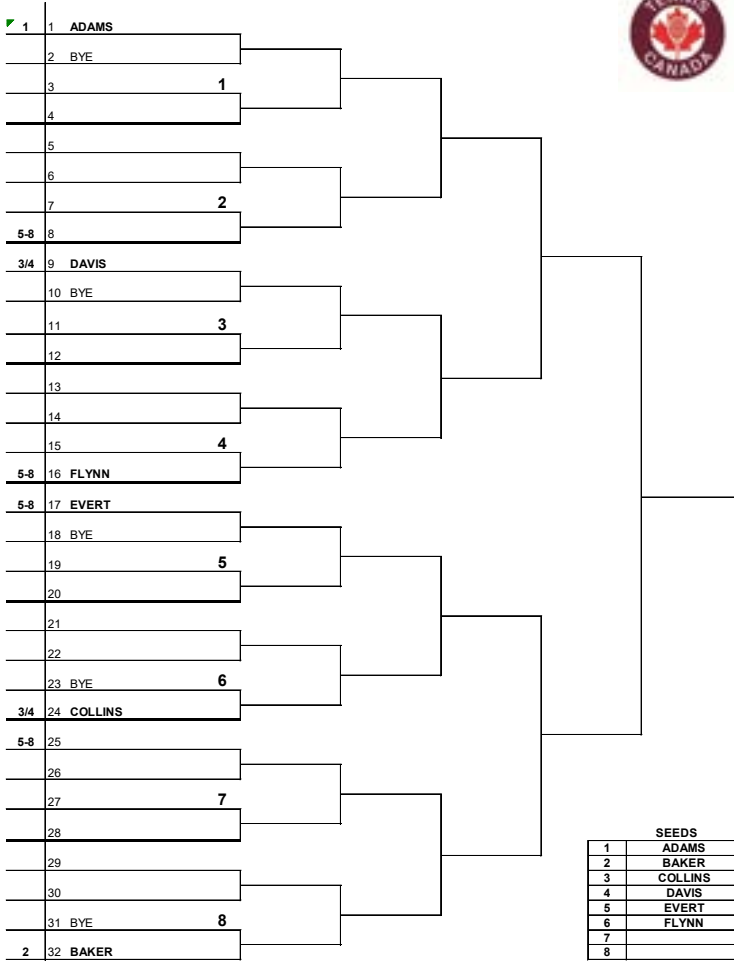 TENNIS
CANADA
1 1 ADAMS
2 BYE
3 1
4
5
6
7 2
5-8 8
3/4 9 DAVIS
10 BYE
11 3
12
13
14
15 4
5-8 16 FLYNN
5-8 17 EVERT
18 BYE
19 5
20
21
22
23 BYE 6
3/4 24 COLLINS
5-8 25
26
27 7
28
29
30
31 BYE 8
2 32 BAKER
SEEDS
1 ADAMS
2 BAKER
3 COLLINS
4 DAVIS
5 EVERT
6 FLYNN
7
8